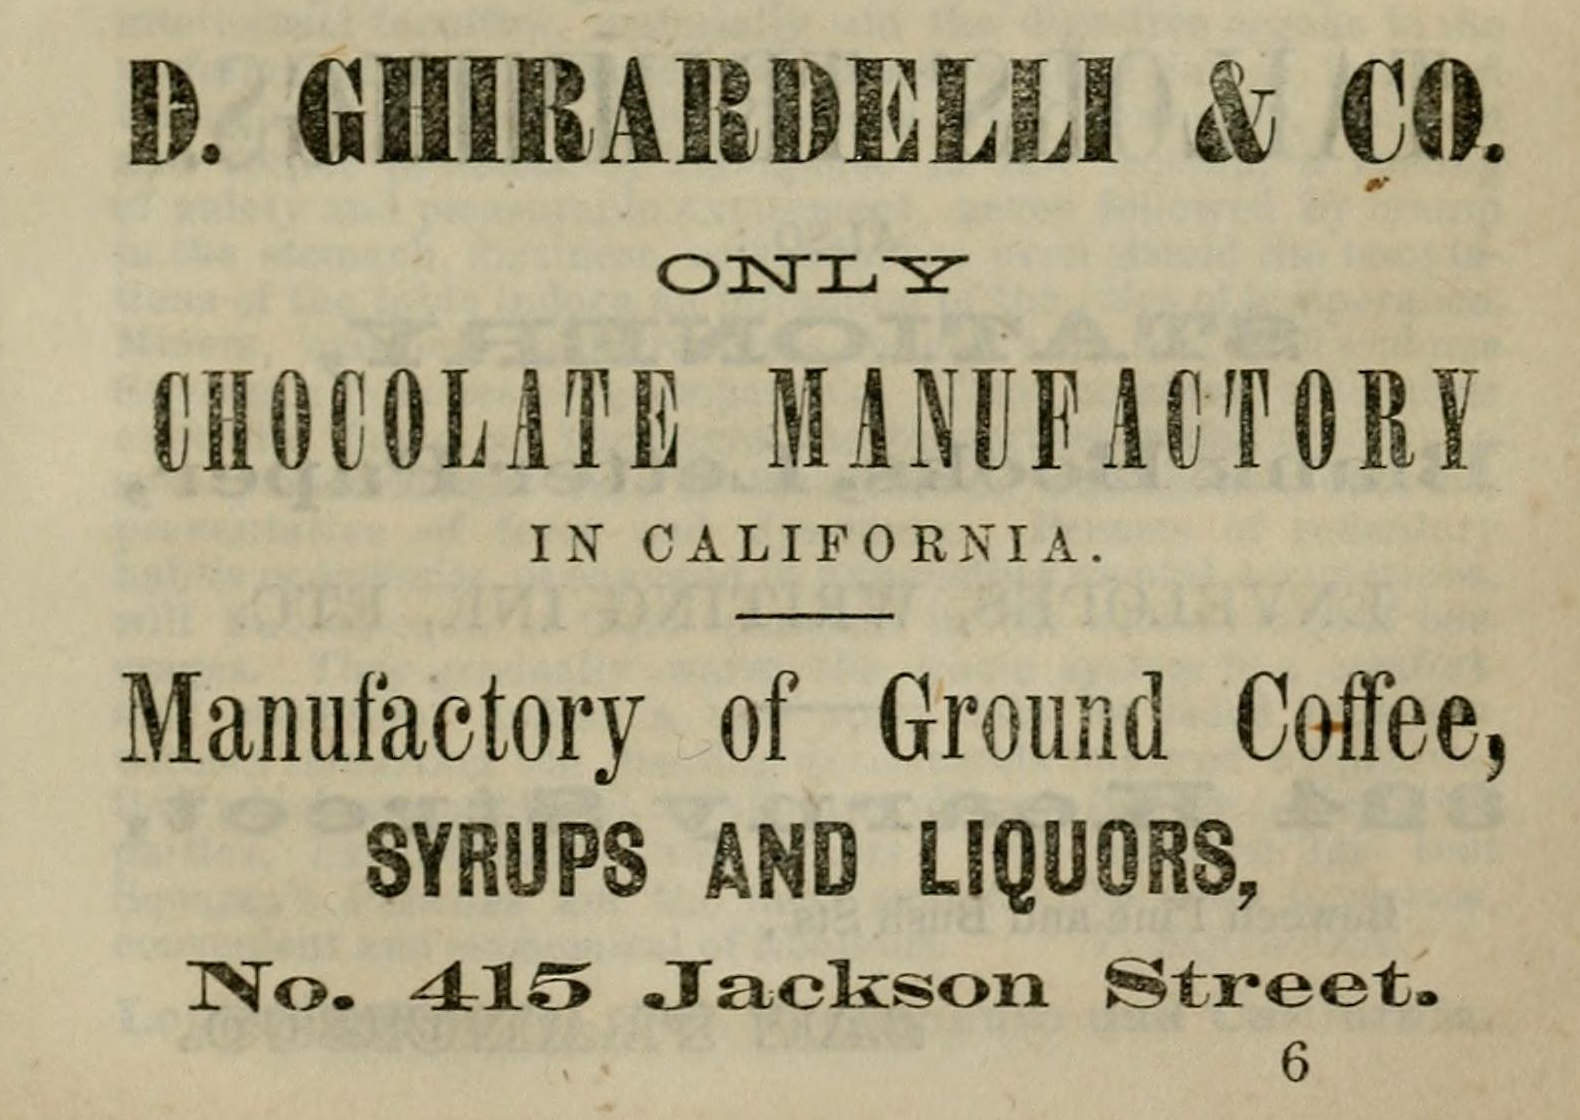 D. GHIRARDELLI & CO.
ONLY
CHOCOLATE MANUFACTORY
IN CALIFORNIA.
Manufactory of Ground Coffee,
SYRUPS AND LIQUORS,
No. 415 Jackson Street.
6